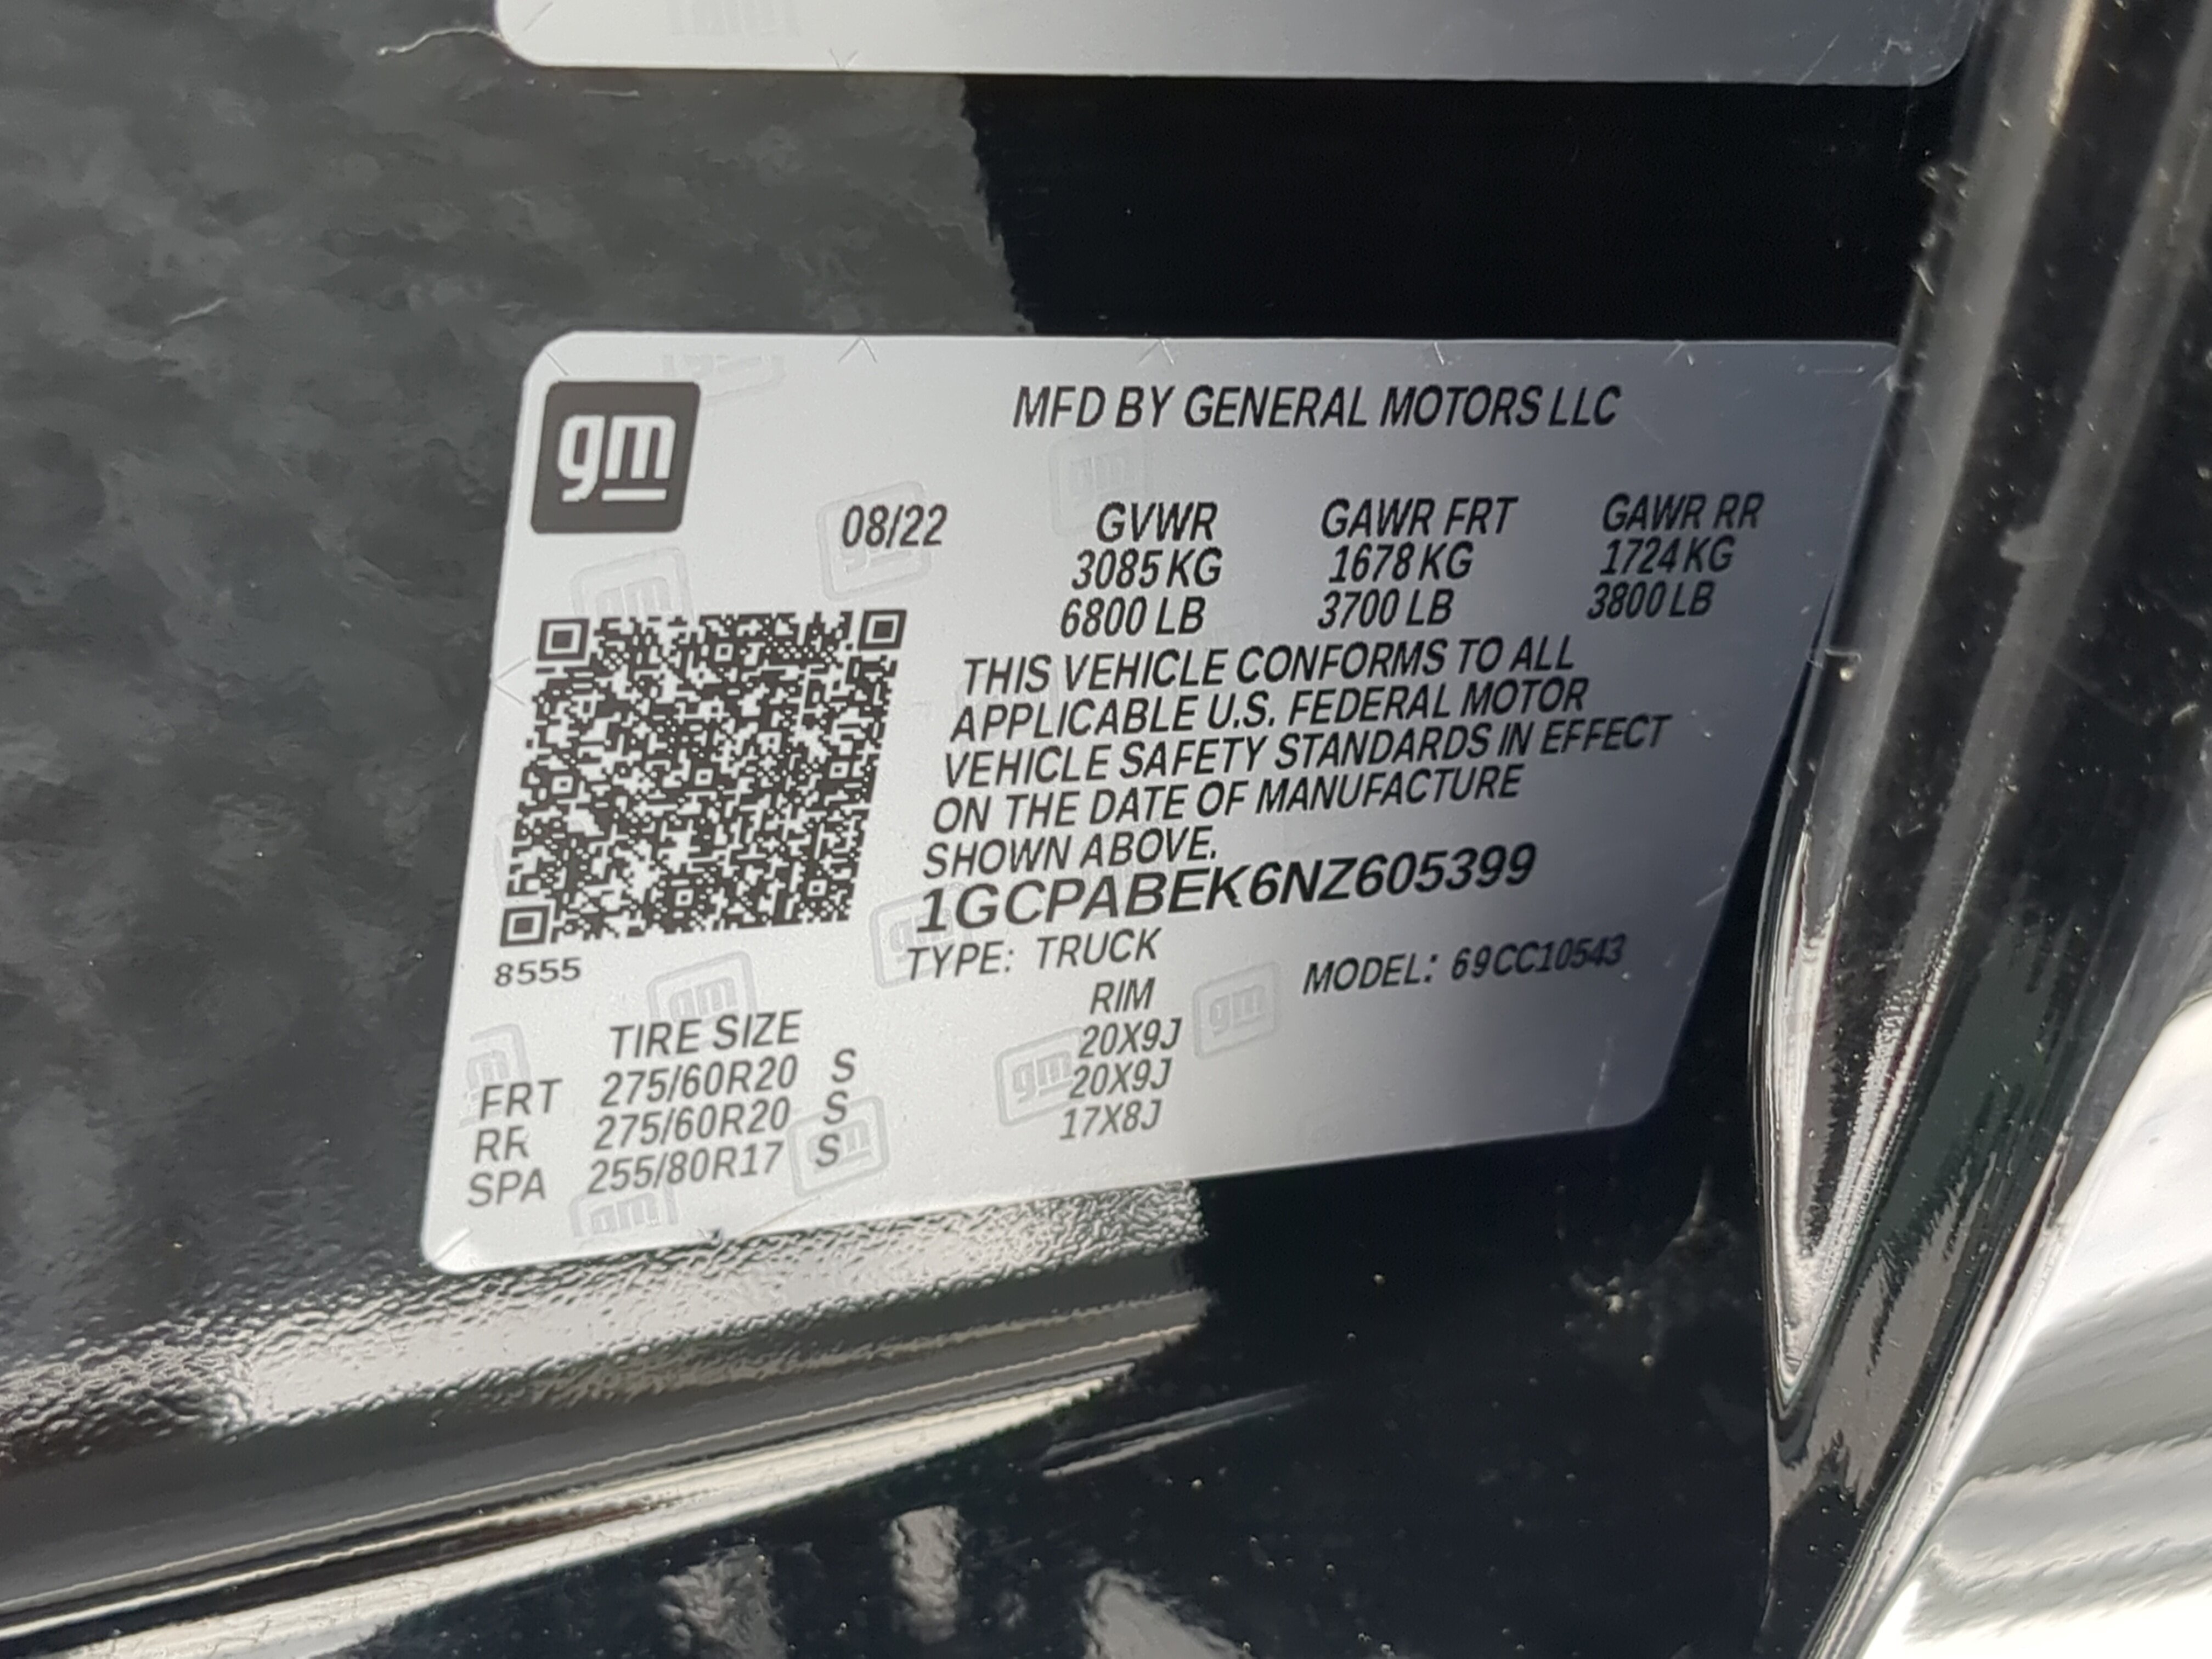 gm
MFD BY GENERAL MOTORS LLC
08/22 GVWR GAWR FRT GAWR RR
3085 KG 1678 KG 1724 KG
6800 LB 3700 LB 3800 LB
THIS VEHICLE CONFORMS TO ALL
APPLICABLE U.S. FEDERAL MOTOR
VEHICLE SAFETY STANDARDS IN EFFECT
ON THE DATE OF MANUFACTURE
SHOWN ABOVE.
1GCPABEK6NZ605399
8555 TYPE: TRUCK MODEL: 69CC10543
TIRE SIZE RIM
FRT 275/60R20 S 20X9J
RR 275/60R20 S 20X9J
SPA 255/80R17 S 17X8J